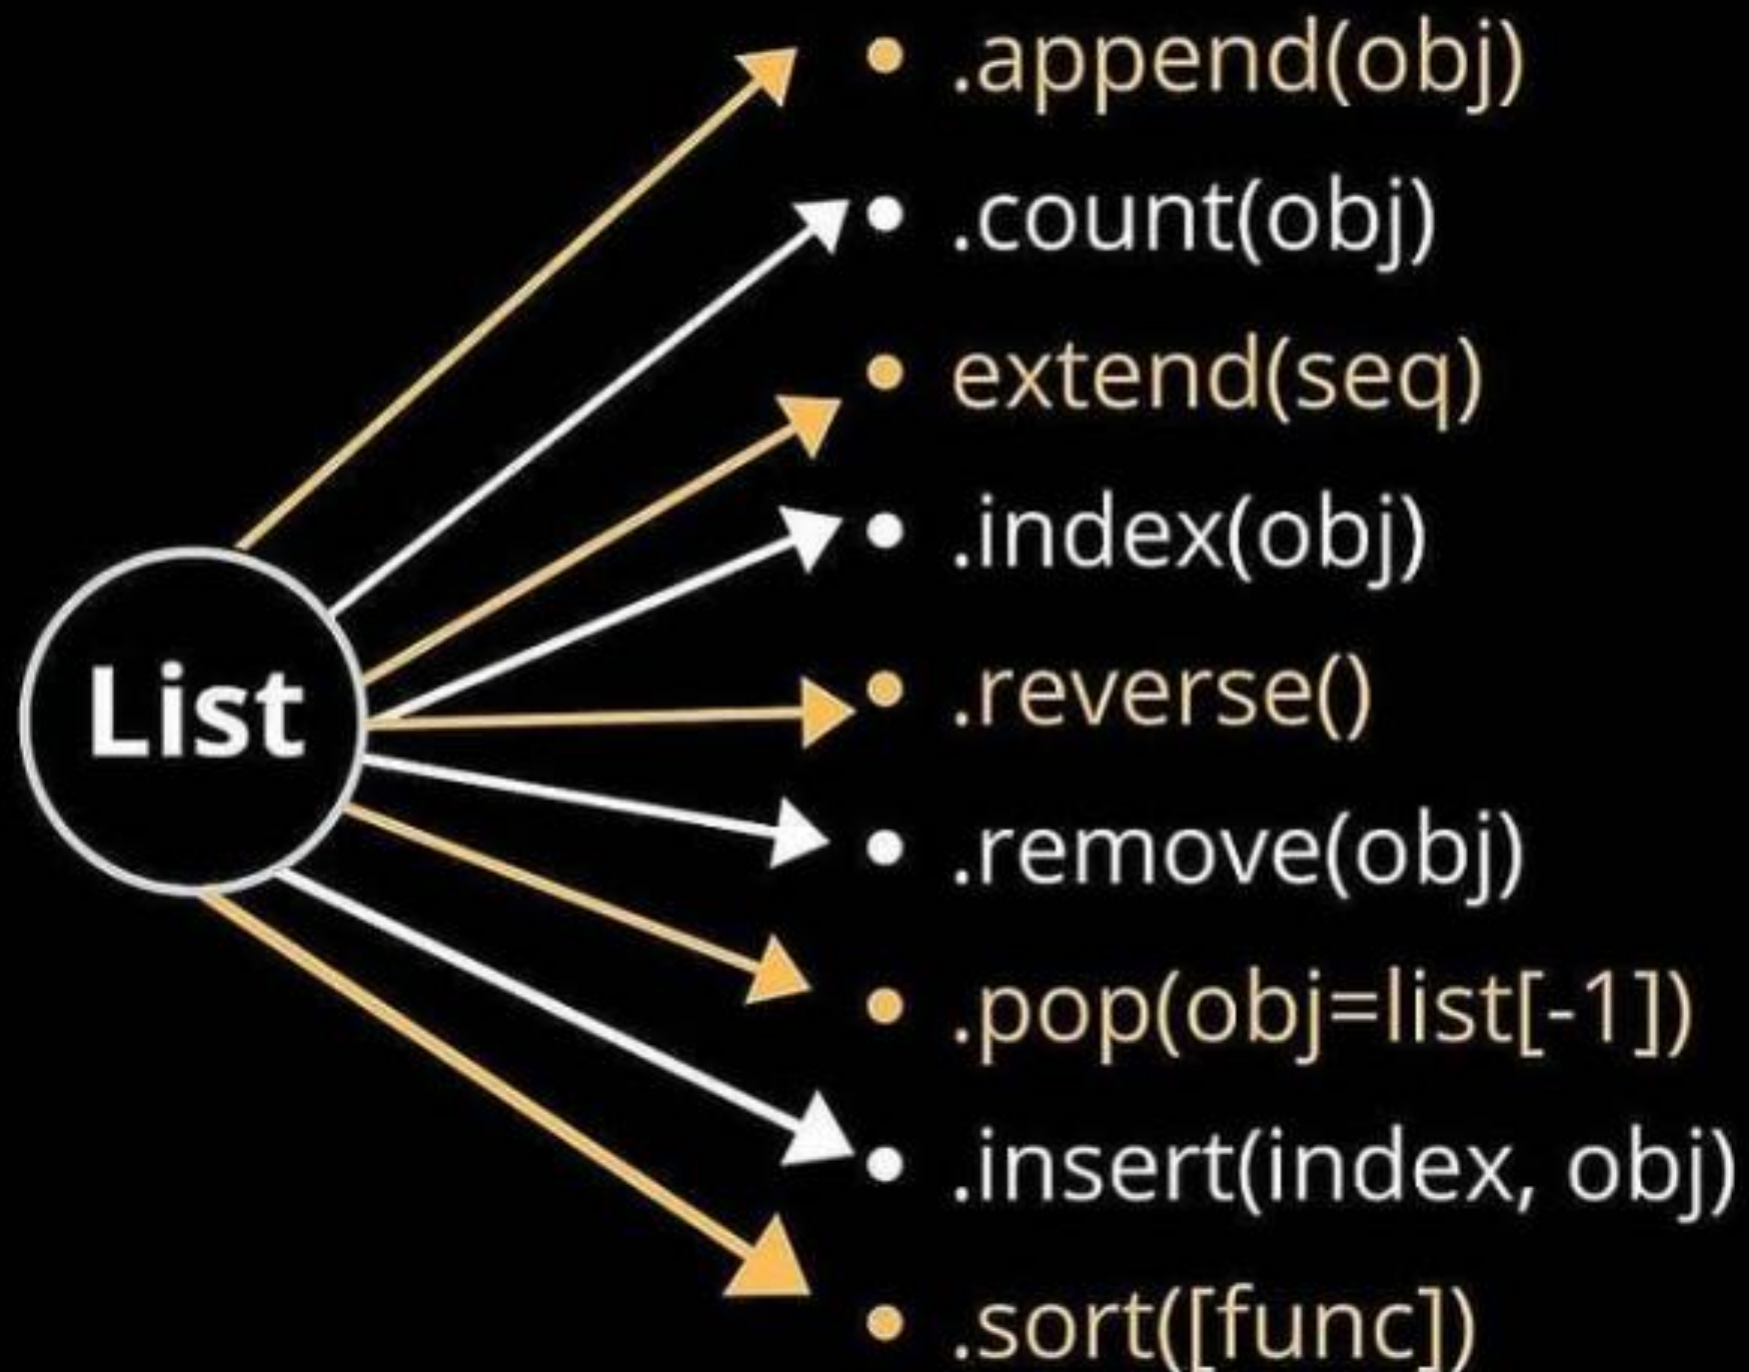 .append(obj)
.count(obj)
extend(seq)
.index(obj)
List
.reverse()
.remove(obj)
.pop(obj=list[-1])
.insert(index, obj)
.sort([func])